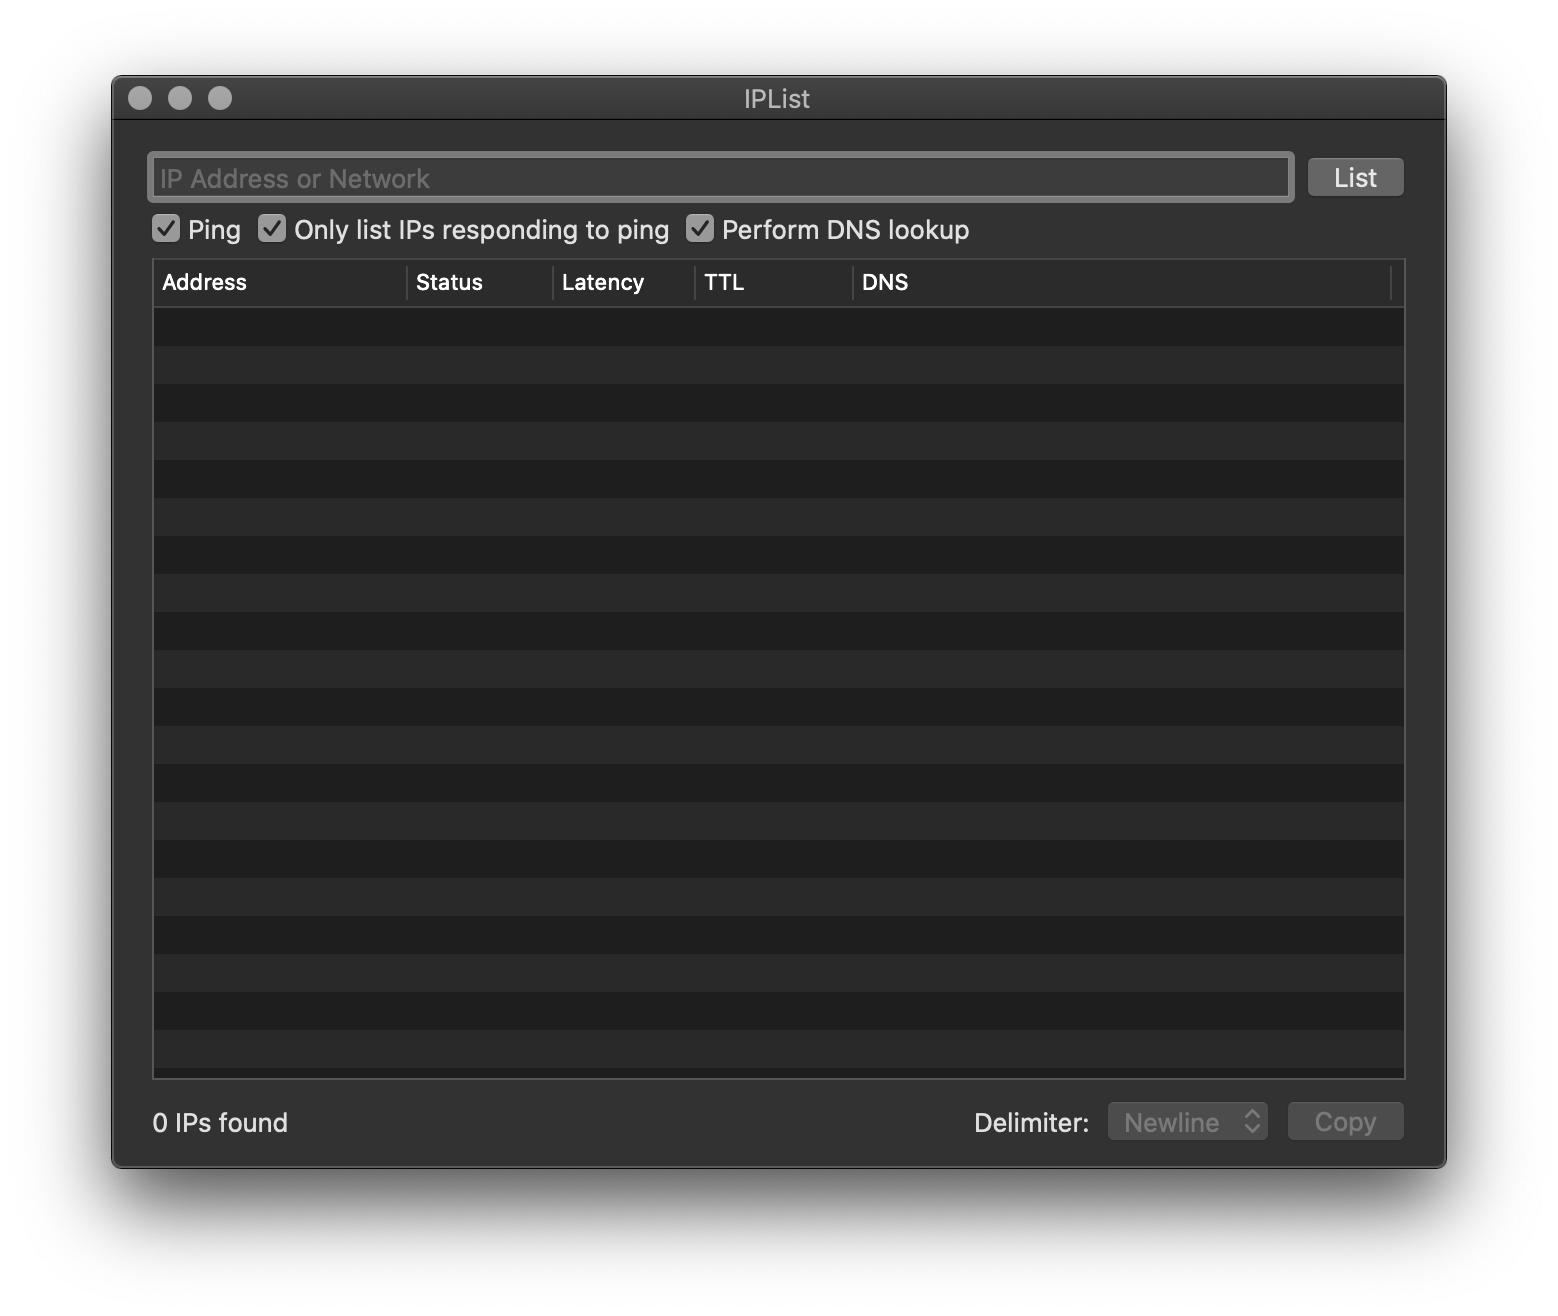 IPList
IP Address or Network List
Ping Only list IPs responding to ping Perform DNS lookup
Address Status Latency TTL DNS
0 IPs found Delimiter: Newline Copy